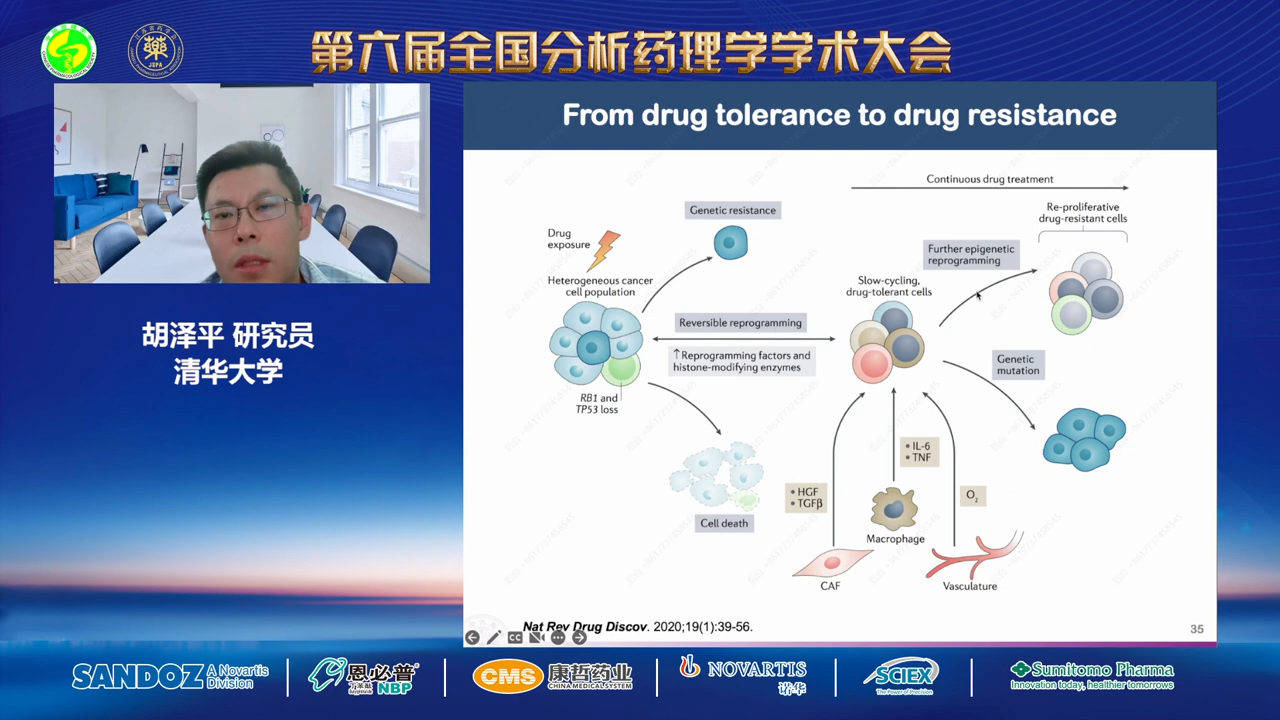 第六届全国分析药理学学术大会
JSPA
胡泽平 研究员
清华大学
From drug tolerance to drug resistance
Continuous drug treatment
Genetic resistance
Re-proliferative
drug-resistant cells
Drug
exposure
Further epigenetic
reprogramming
Heterogeneous cancer
cell population
Slow-cycling,
drug-tolerant cells
Reversible reprogramming
↑Reprogramming factors and
histone-modifying enzymes
Genetic
mutation
RB1 and
TP53 loss
• IL-6
• TNF
• HGF
• TGFβ
O₂
Cell death
Macrophage
CAF
Vasculature
Nat Rev Drug Discov. 2020;19(1):39-56.
35
CC
SANDOZ A Novartis
Division
恩必普®
NBP
CMS 康哲药业
CHINA MEDICAL SYSTEM
NOVARTIS
诺华
SCIEX
The Power of Precision
Sumitomo Pharma
Innovation today, healthier tomorrows